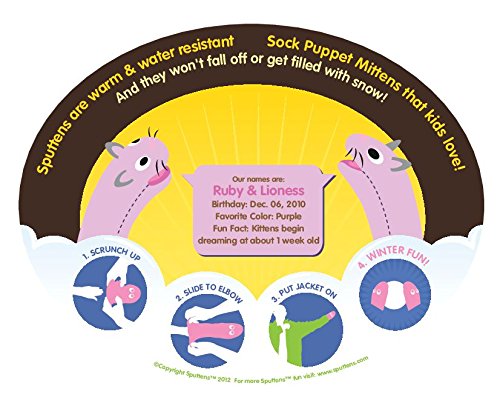 Sputtens are warm & water resistant
Sock Puppet Mittens that kids love!
And they won't fall off or get filled with snow!
Our names are:
Ruby & Lioness
Birthday: Dec. 06, 2010
Favorite Color: Purple
Fun Fact: Kittens begin
dreaming at about 1 week old
1. SCRUNCH UP
2. SLIDE TO ELBOW
3. PUT JACKET ON
4. WINTER FUN!
©Copyright Sputtens™ 2012 For more Sputtens™ fun visit: www.sputtens.com